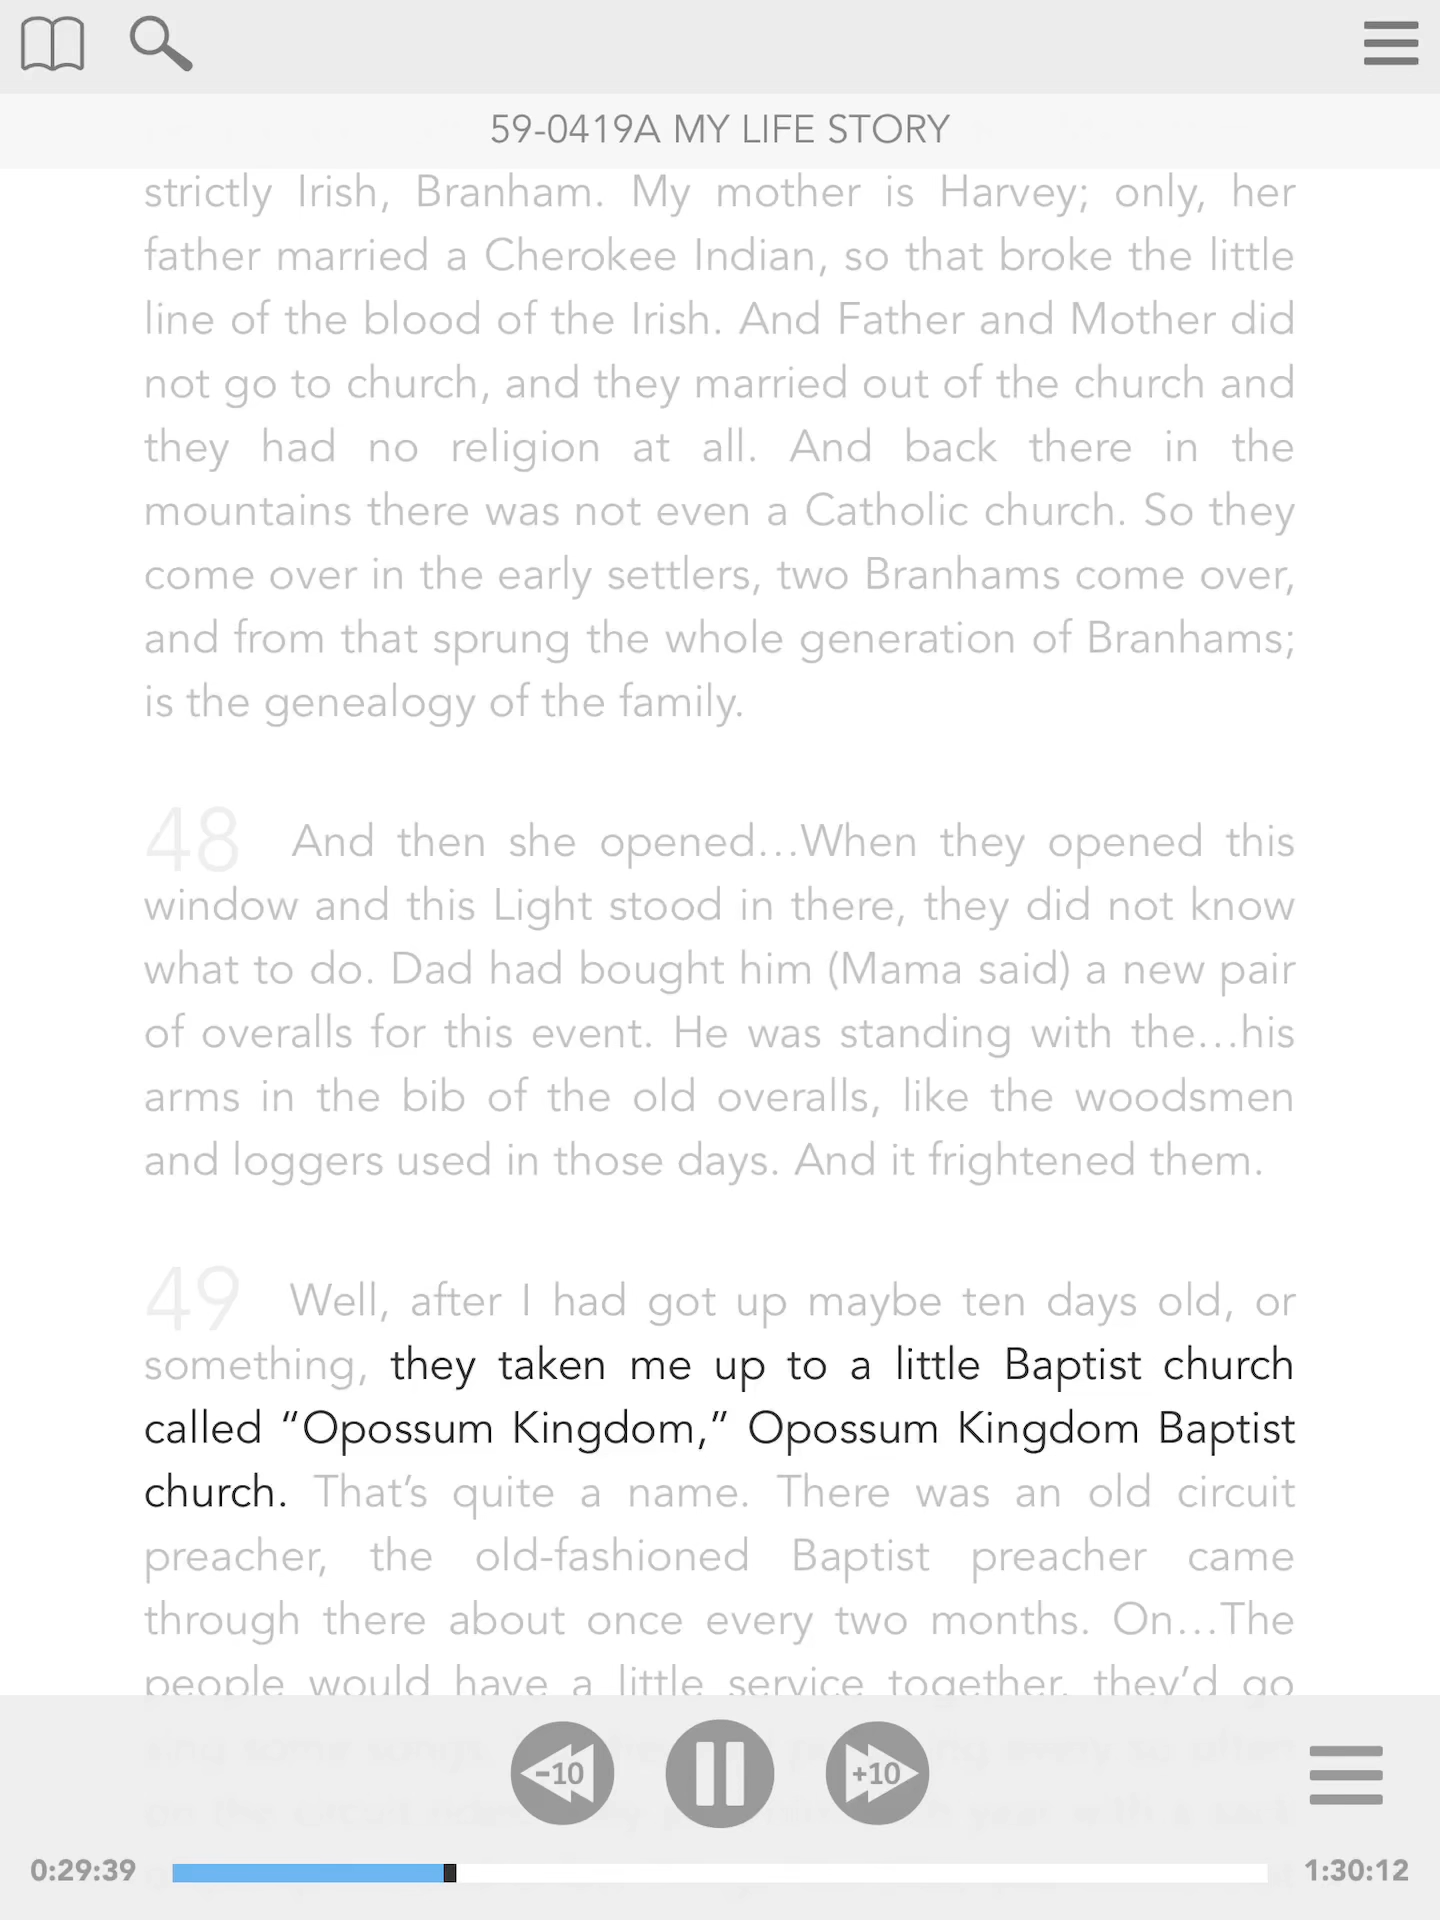 59-0419A MY LIFE STORY
strictly Irish, Branham. My mother is Harvey; only, her
father married a Cherokee Indian, so that broke the little
line of the blood of the Irish. And Father and Mother did
not go to church, and they married out of the church and
they had no religion at all. And back there in the
mountains there was not even a Catholic church. So they
come over in the early settlers, two Branhams come over,
and from that sprung the whole generation of Branhams;
is the genealogy of the family.
48 And then she opened…When they opened this
window and this Light stood in there, they did not know
what to do. Dad had bought him (Mama said) a new pair
of overalls for this event. He was standing with the…his
arms in the bib of the old overalls, like the woodsmen
and loggers used in those days. And it frightened them.
49 Well, after I had got up maybe ten days old, or
something, they taken me up to a little Baptist church
called “Opossum Kingdom,” Opossum Kingdom Baptist
church. That’s quite a name. There was an old circuit
preacher, the old-fashioned Baptist preacher came
through there about once every two months. On…The
people would have a little service together, they’d go
-10 +10
0:29:39 1:30:12